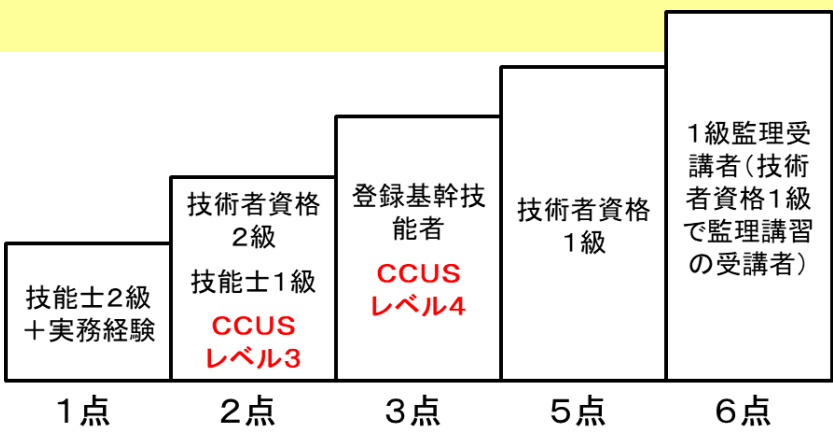 技能士2級
＋実務経験
技術者資格
2級
技能士1級
CCUS
レベル3
登録基幹技
能者
CCUS
レベル4
技術者資格
1級
1級監理受
講者（技術
者資格1級
で監理講習
の受講者）
1点
2点
3点
5点
6点